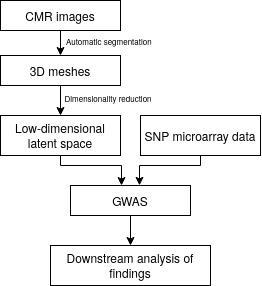 CMR images
Automatic segmentation
3D meshes
Dimensionality reduction
Low-dimensional
latent space
SNP microarray data
GWAS
Downstream analysis of
findings